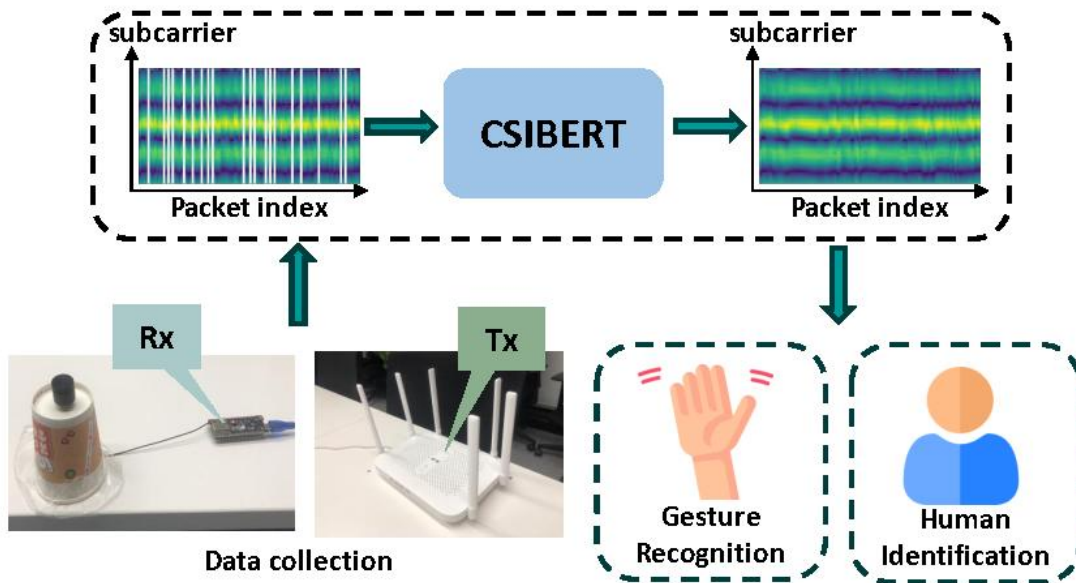 subcarrier
Packet index
CSIBERT
subcarrier
Packet index
Rx
Tx
Data collection
Gesture
Recognition
Human
Identification